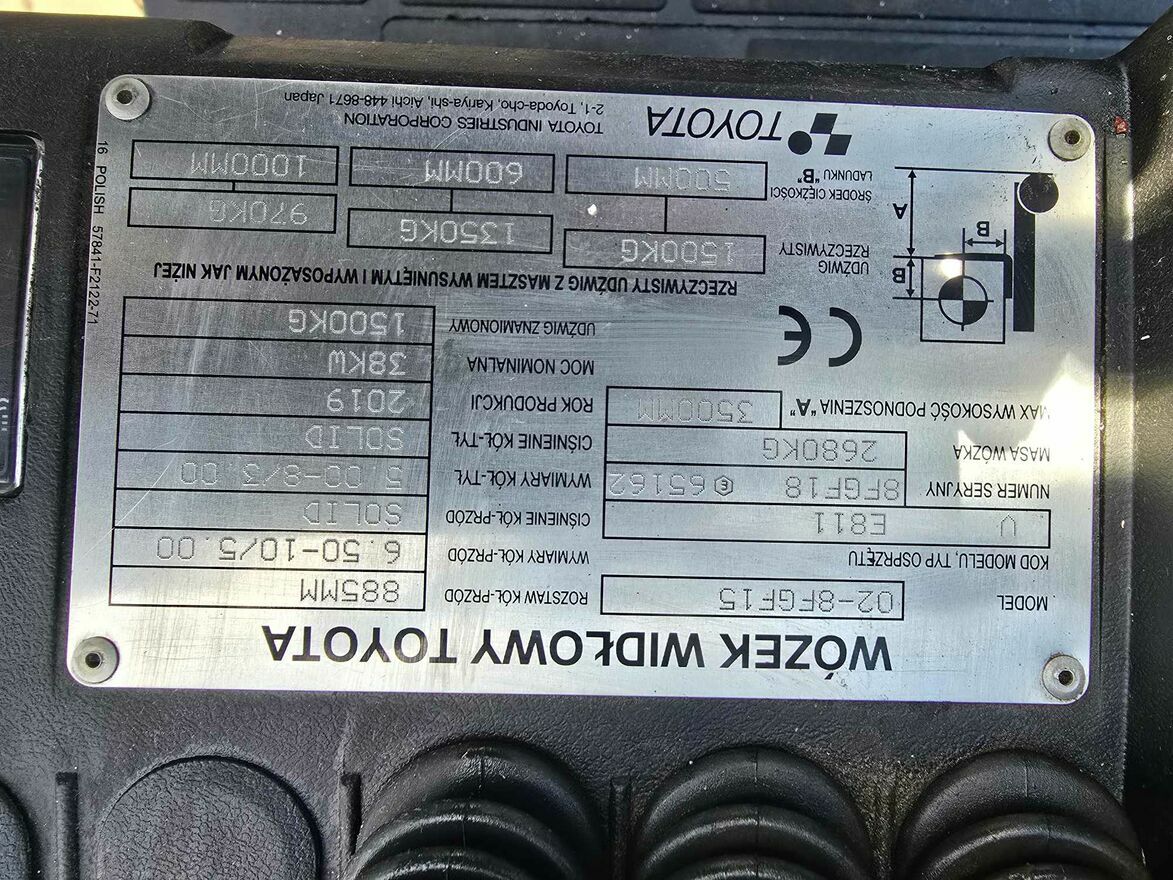 WÓZEK WIDŁOWY TOYOTA
MODEL 02-8FGF15
KOD MODELU, TYP OSPRZĘTU
V E811
NUMER SERYJNY 8FGF18 E 65162
MASA WÓZKA 2680KG
MAX WYSOKOŚĆ PODNOSZENIA "A" 3500MM
ROZSTAW KÓŁ-PRZÓD 885MM
WYMIARY KÓŁ-PRZÓD 6.50-10/5.00
CIŚNIENIE KÓŁ-PRZÓD SOLID
WYMIARY KÓŁ-TYŁ 5.00-8/3.00
CIŚNIENIE KÓŁ-TYŁ SOLID
ROK PRODUKCJI 2019
MOC NOMINALNA 38KW
UDŹWIG ZNAMIONOWY 1500KG
CE
RZECZYWISTY UDŹWIG Z MASZTEM WYSUNIĘTYM I WYPOSAŻONYM JAK NIŻEJ
B
B
A
UDŹWIG
RZECZYWISTY
1500KG 1350KG 970KG
ŚRODEK CIĘŻKOŚCI
ŁADUNKU "B"
500MM 600MM 1000MM
TOYOTA
TOYOTA INDUSTRIES CORPORATION
2-1, Toyoda-cho, Kariya-shi, Aichi 448-8671 Japan
16 POLISH 57841-F2122-71